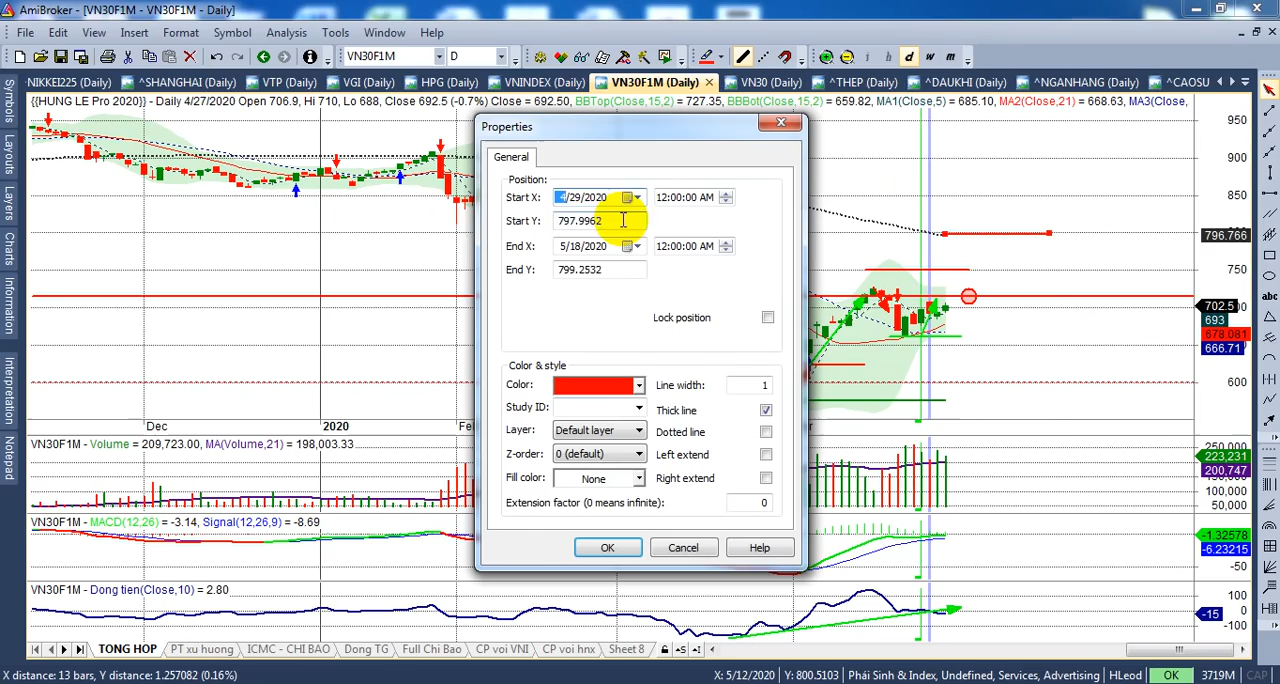 AmiBroker - [VN30F1M - VN30F1M - Daily]
File Edit View Insert Format Symbol Analysis Tools Window Help
VN30F1M D
i h d w m
NIKKEI225 (Daily) ^SHANGHAI (Daily) VTP (Daily) VGI (Daily) HPG (Daily) VNINDEX (Daily) VN30F1M (Daily) VN30 (Daily) ^THEP (Daily) ^DAUKHI (Daily) ^NGANHANG (Daily) ^CAOSU
{{HUNG LE Pro 2020}} - Daily 4/27/2020 Open 706.9, Hi 710, Lo 688, Close 692.5 (-0.7%) Close = 692.50, BBTop(Close,15,2) = 727.35, BBBot(Close,15,2) = 659.82, MA1(Close,5) = 685.10, MA2(Close,21) = 668.63, MA3(Close,
Symbols
Layouts
Layers
Charts
Information
Interpretation
Notepad
Properties
General
Position:
Start X: /29/2020 12:00:00 AM
Start Y: 797.9962
End X: 5/18/2020 12:00:00 AM
End Y: 799.2532
Lock position
Color & style
Color: Line width: 1
Study ID: Thick line
Layer: Default layer Dotted line
Z-order: 0 (default) Left extend
Fill color: None Right extend
Extension factor (0 means infinite): 0
OK Cancel Help
950
900
850
796.766
750
702.5
693
678.081
666.71
600
Dec 2020
VN30F1M - Volume = 209,723.00, MA(Volume,21) = 198,003.33
250,000
223,231
200,747
150,000
100,000
50,000
VN30F1M - MACD(12,26) = -3.14, Signal(12,26,9) = -8.69
-1.32578
-6.23215
-50
VN30F1M - Dong tien(Close,10) = 2.80
100
0
-15
-100
abc
TONG HOP PT xu huong ICMC - CHI BAO Dong TG Full Chi Bao CP voi VNI CP voi hnx Sheet 8
X distance: 13 bars, Y distance: 1.257082 (0.16%) X: 5/12/2020 Y: 800.5103 Phái Sinh & Index, Undefined, Services, Advertising HLeod OK 3719M CAP